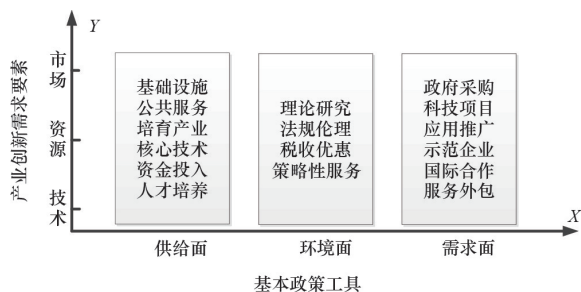 Y
产业创新需求要素
市场
资源
技术
基础设施
公共服务
培育产业
核心技术
资金投入
人才培养
理论研究
法规伦理
税收优惠
策略性服务
政府采购
科技项目
应用推广
示范企业
国际合作
服务外包
X
供给面
环境面
需求面
基本政策工具